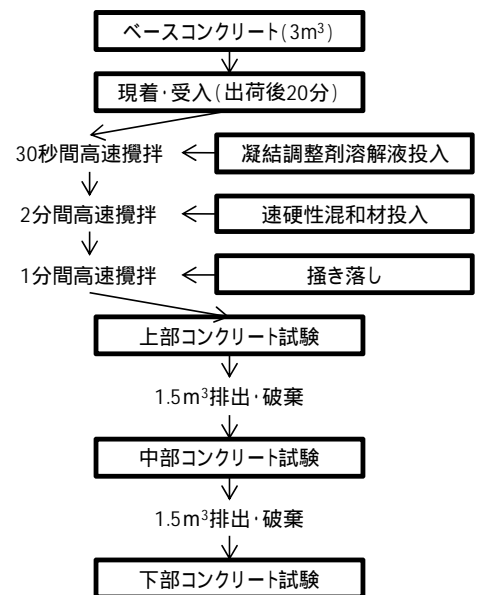 ベースコンクリート(3m³)
現着・受入(出荷後20分)
30秒間高速攪拌 凝結調整剤溶解液投入
2分間高速攪拌 速硬性混和材投入
1分間高速攪拌 掻き落し
上部コンクリート試験
1.5m³排出・破棄
中部コンクリート試験
1.5m³排出・破棄
下部コンクリート試験